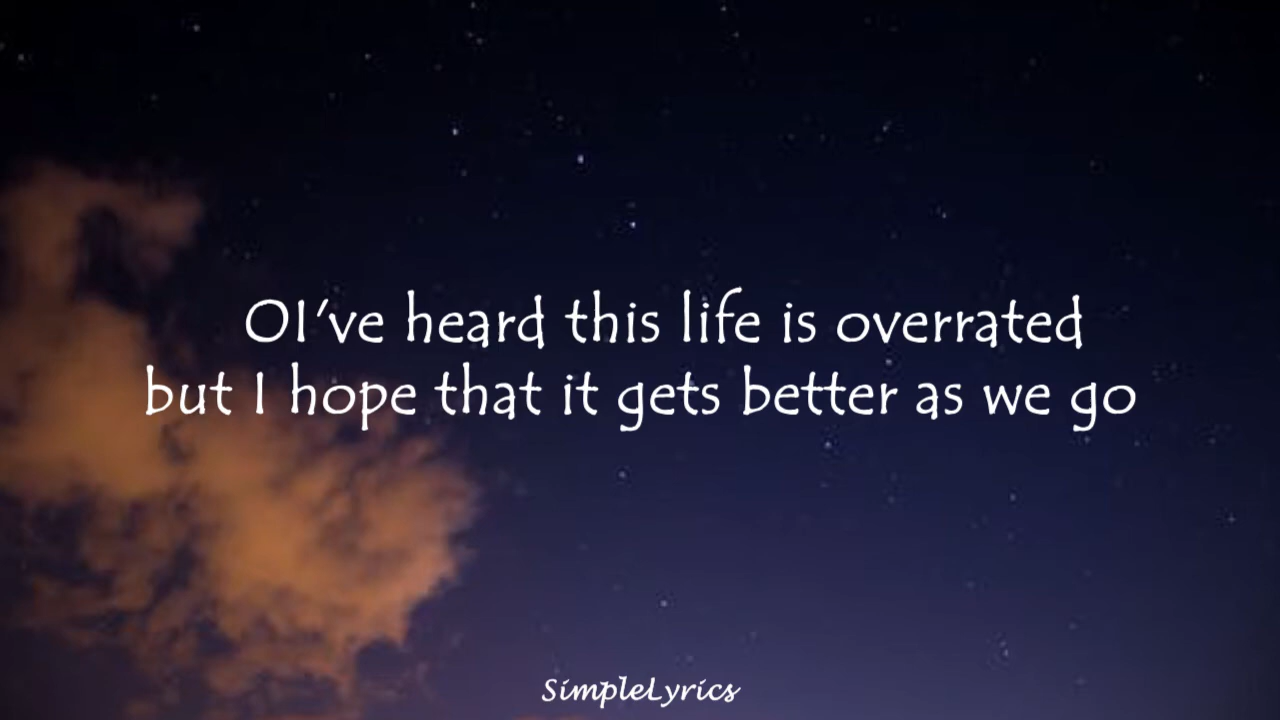 OI've heard this life is overrated
but I hope that it gets better as we go
SimpleLyrics